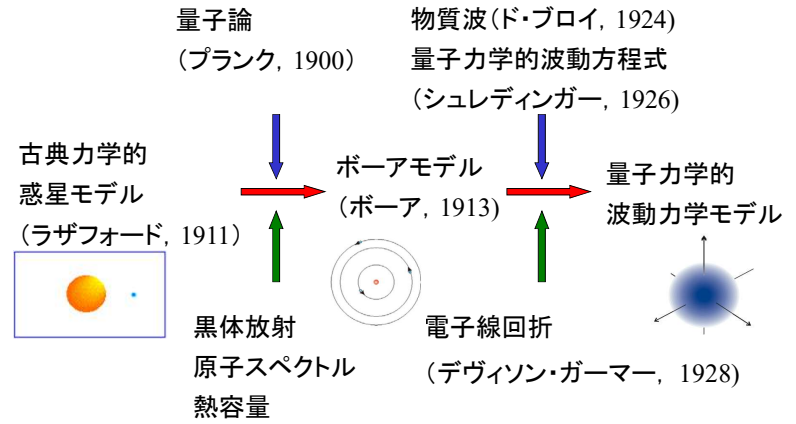 量子論
（プランク, 1900）
物質波（ド・ブロイ, 1924）
量子力学的波動方程式
（シュレディンガー, 1926）
古典力学的
惑星モデル
（ラザフォード, 1911）
ボーアモデル
（ボーア, 1913）
量子力学的
波動力学モデル
黒体放射
原子スペクトル
熱容量
電子線回折
（デヴィソン・ガーマー, 1928）